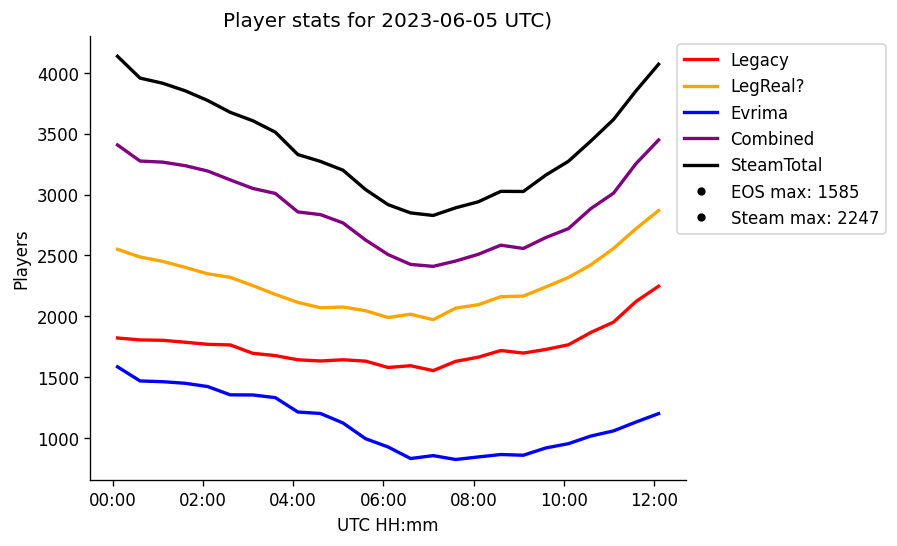 Player stats for 2023-06-05 UTC)
Legacy
LegReal?
Evrima
Combined
SteamTotal
EOS max: 1585
Steam max: 2247
Players
4000
3500
3000
2500
2000
1500
1000
00:00 02:00 04:00 06:00 08:00 10:00 12:00
UTC HH:mm